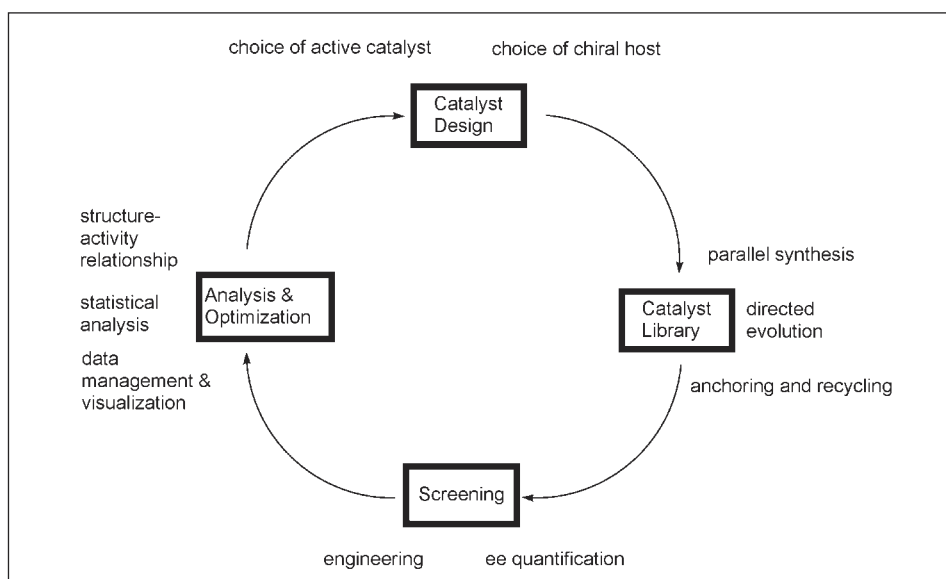 choice of active catalyst
choice of chiral host
Catalyst
Design
structure-
activity
relationship
parallel synthesis
Analysis &
Optimization
statistical
analysis
Catalyst
Library
directed
evolution
data
management &
visualization
anchoring and recycling
Screening
engineering
ee quantification